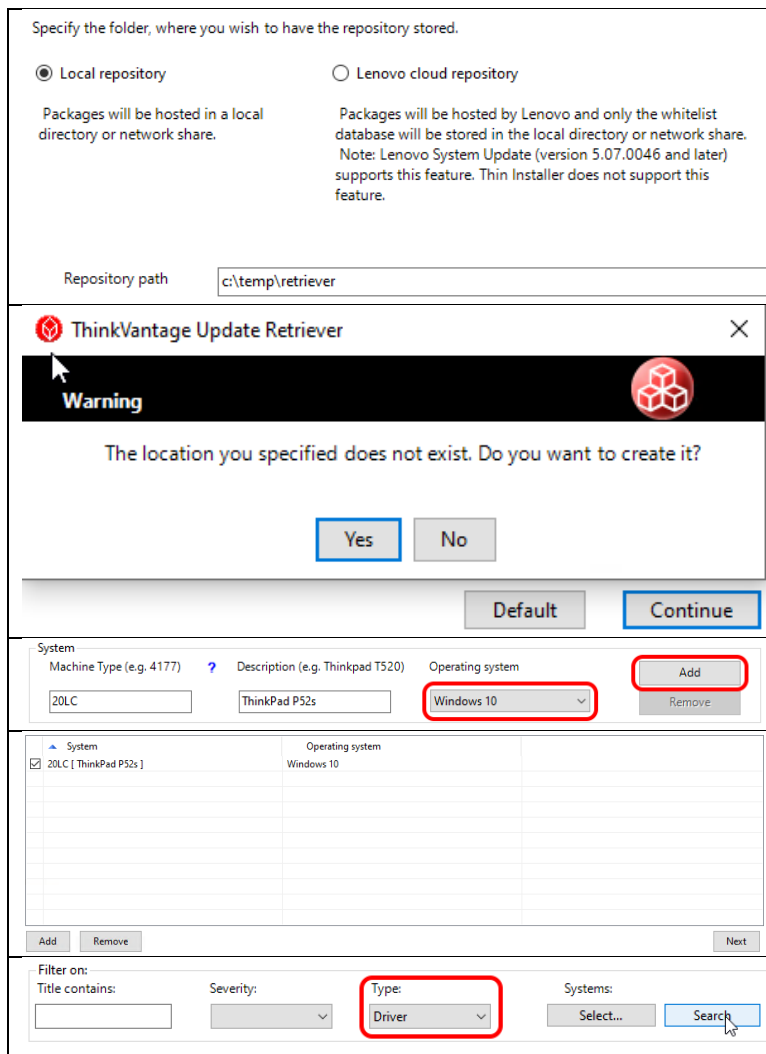 Specify the folder, where you wish to have the repository stored.
Local repository
Lenovo cloud repository
Packages will be hosted in a local
directory or network share.
Packages will be hosted by Lenovo and only the whitelist
database will be stored in the local directory or network share.
Note: Lenovo System Update (version 5.07.0046 and later)
supports this feature. Thin Installer does not support this
feature.
Repository path
c:\temp\retriever
ThinkVantage Update Retriever
Warning
The location you specified does not exist. Do you want to create it?
Yes
No
Default
Continue
System
Machine Type (e.g. 4177)
?
Description (e.g. Thinkpad T520)
Operating system
Add
20LC
ThinkPad P52s
Windows 10
Remove
System
Operating system
20LC [ ThinkPad P52s ]
Windows 10
Add
Remove
Next
Filter on:
Title contains:
Severity:
Type:
Systems:
Driver
Select...
Search